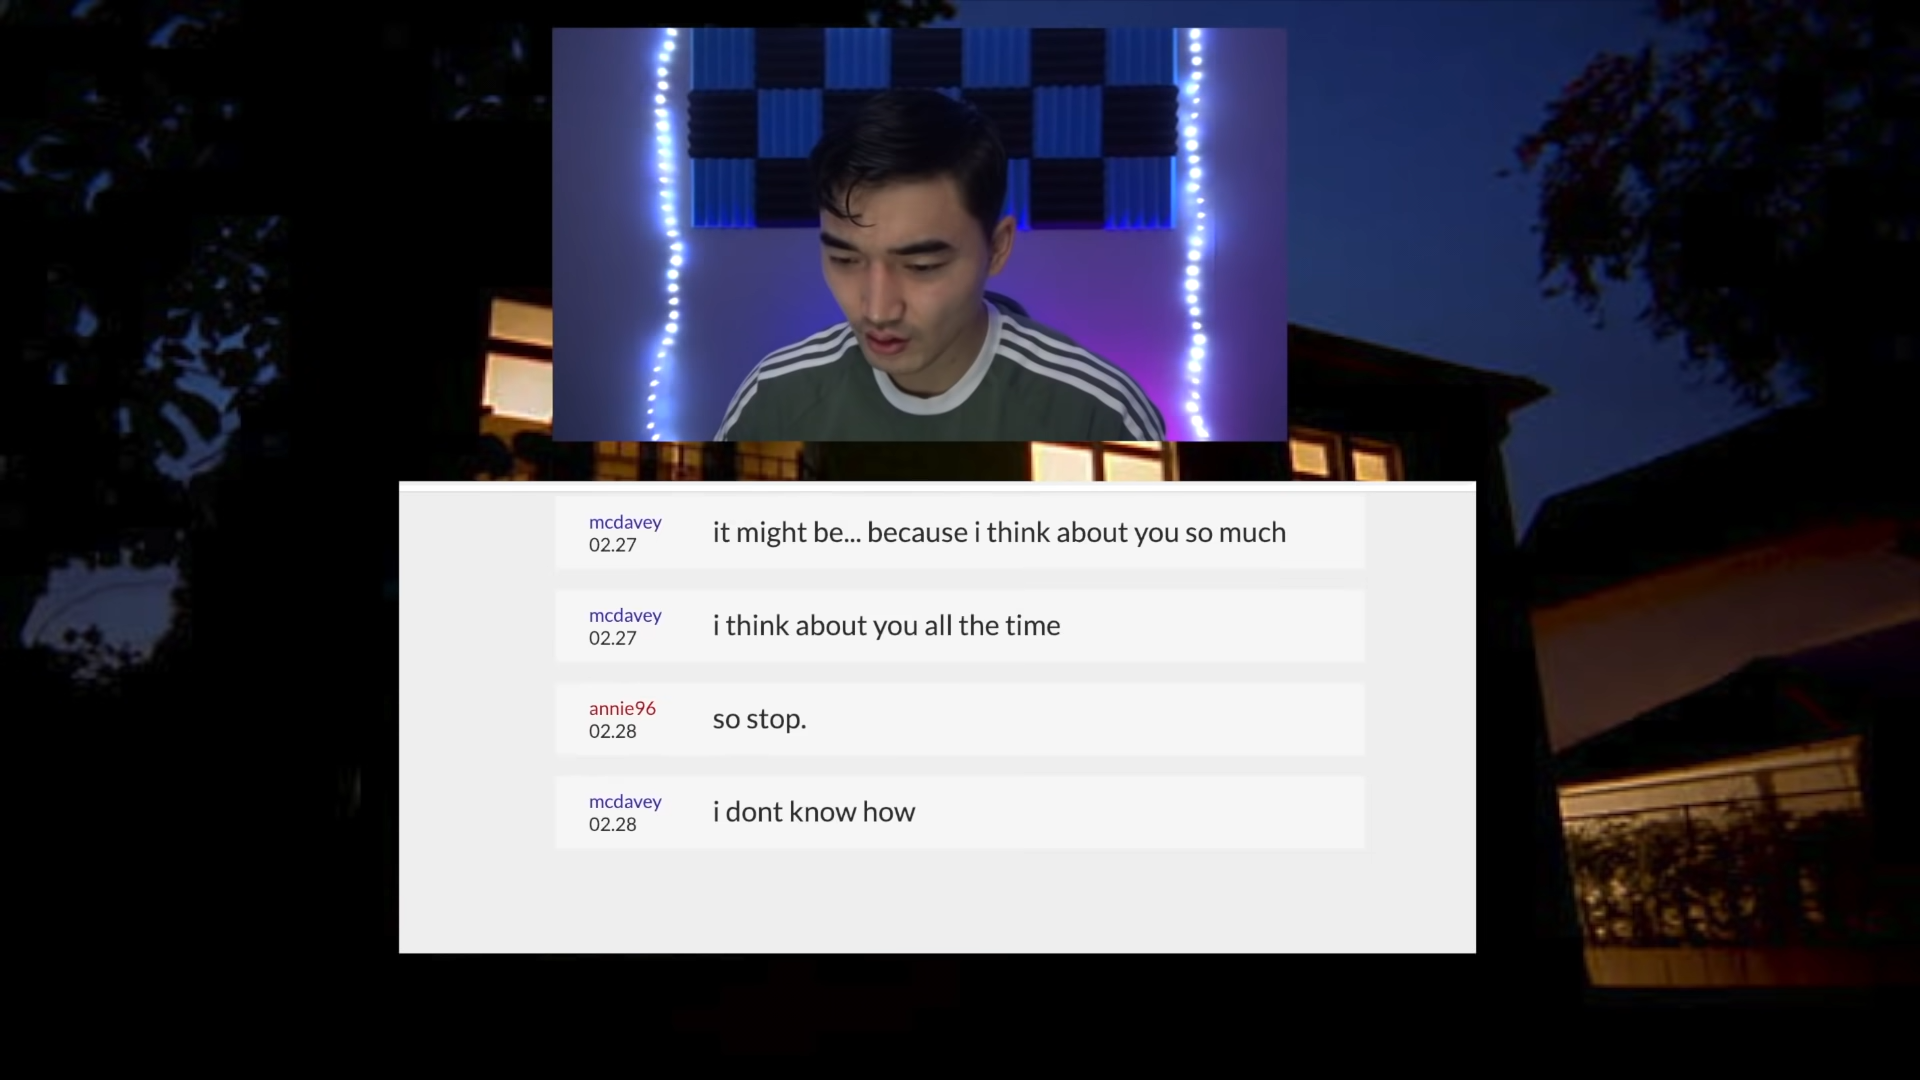 mcdavey
02.27
it might be... because i think about you so much
mcdavey
02.27
i think about you all the time
annie96
02.28
so stop.
mcdavey
02.28
i dont know how